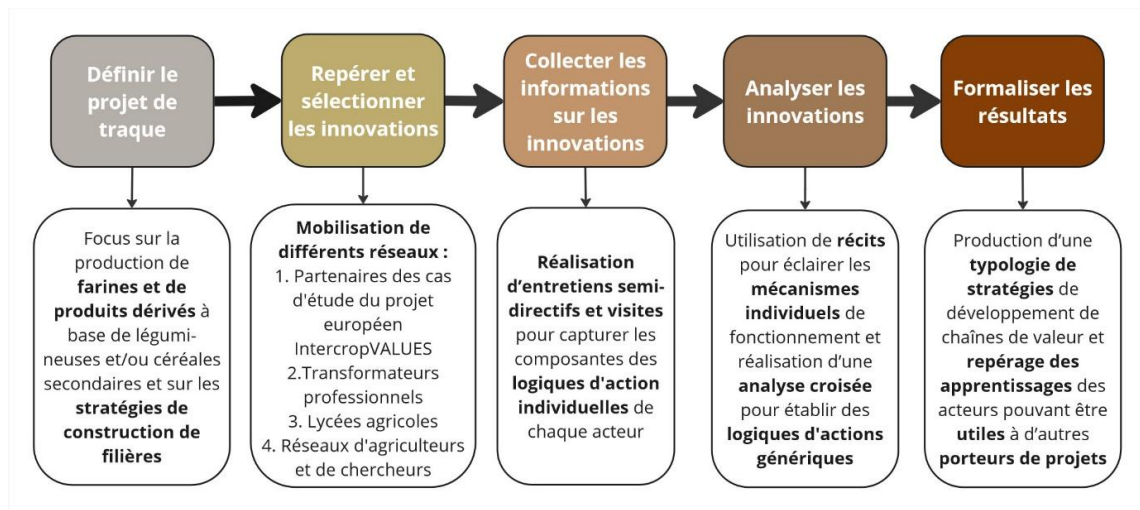 Définir le
projet de
traque
Repérer et
sélectionner
les innovations
Collecter les
informations
sur les
innovations
Analyser les
innovations
Formaliser les
résultats
Focus sur la
production de
farines et de
produits dérivés à
base de légumi-
neuses et/ou céréales
secondaires et sur les
stratégies de
construction de
filières
Mobilisation de
différents réseaux :
1. Partenaires des cas
d'étude du projet
européen
IntercropVALUES
2.Transformateurs
professionnels
3. Lycées agricoles
4. Réseaux d'agriculteurs
et de chercheurs
Réalisation
d'entretiens semi-
directifs et visites
pour capturer les
composantes des
logiques d'action
individuelles de
chaque acteur
Utilisation de récits
pour éclairer les
mécanismes
individuels de
fonctionnement et
réalisation d'une
analyse croisée
pour établir des
logiques d'actions
génériques
Production d'une
typologie de
stratégies de
développement de
chaînes de valeur et
repérage des
apprentissages des
acteurs pouvant être
utiles à d'autres
porteurs de projets